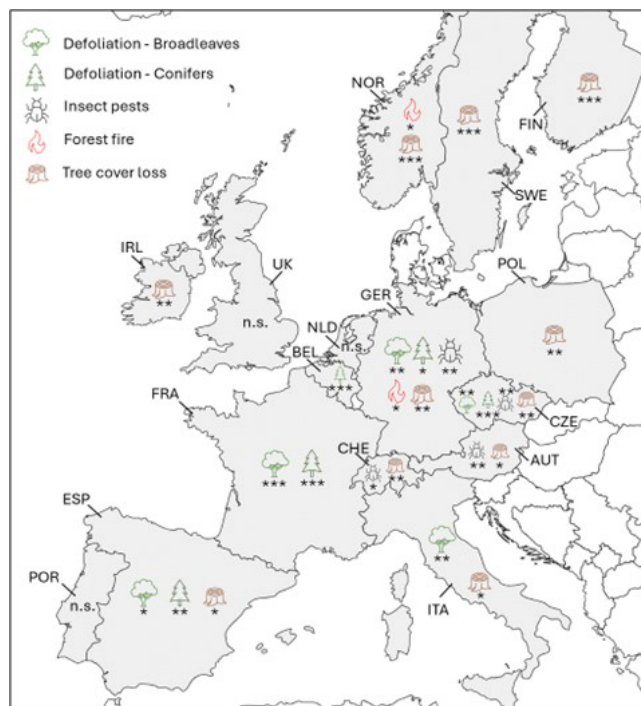 Defoliation - Broadleaves
Defoliation - Conifers
Insect pests
Forest fire
Tree cover loss
NOR
*
***
***
***
FIN
SWE
IRL
**
UK
n.s.
POL
**
GER
NLD
n.s.
BEL
***
** * **
* **
** **
*** **
CZE
FRA
*** ***
CHE
* **
AUT
** *
ESP
POR
n.s.
* ** *
**
*
ITA